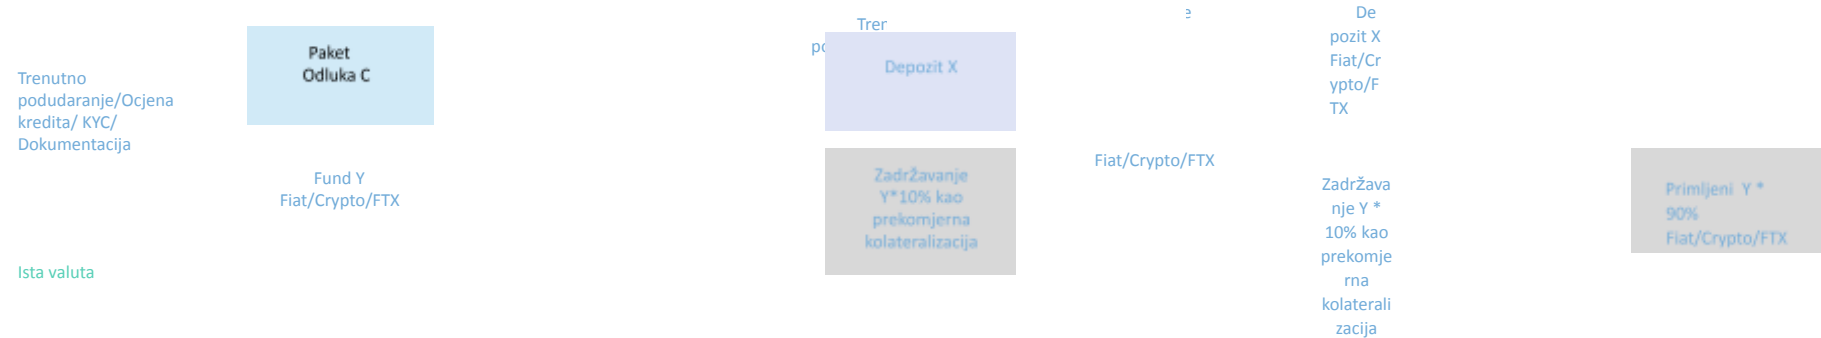 Trenutno
podudaranje/Ocjena
kredita/ KYC/
Dokumentacija
Ista valuta
Paket
Odluka C
Fund Y
Fiat/Crypto/FTX
Depozit X
Zadržavanje
Y*10% kao
prekomjerna
kolateralizacija
Fiat/Crypto/FTX
De
pozit X
Fiat/Cr
ypto/F
TX
Zadržava
nje Y *
10% kao
prekomje
rna
kolaterali
zacija
Primljeni Y *
90%
Fiat/Crypto/FTX